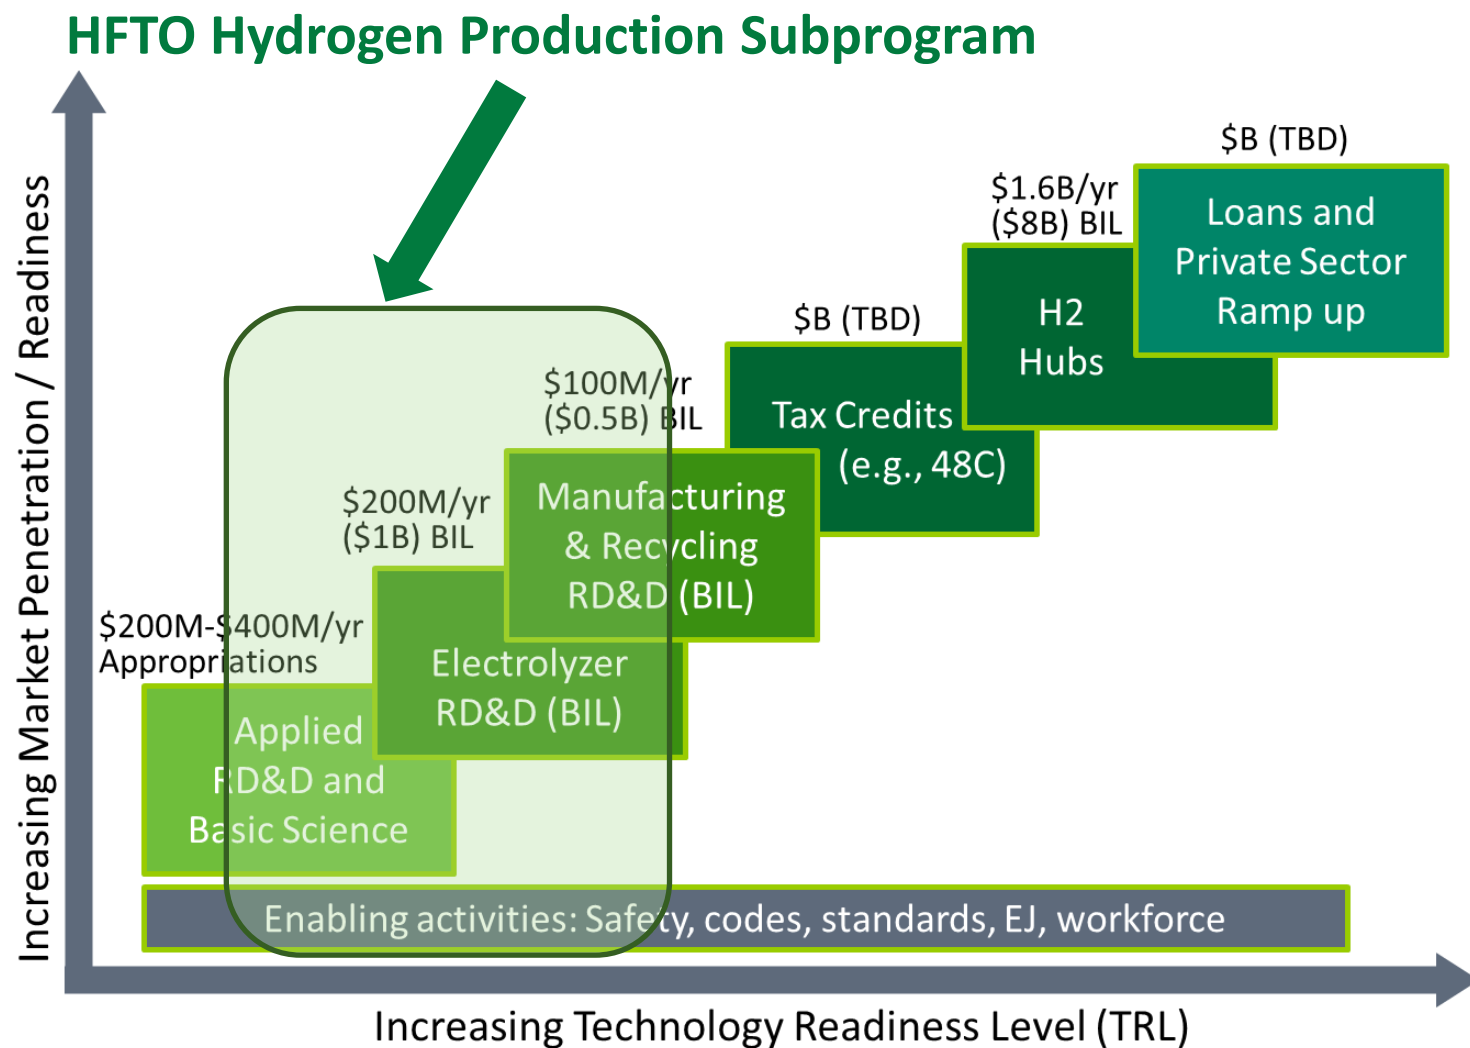 HFTO Hydrogen Production Subprogram
Increasing Market Penetration / Readiness
$B (TBD)
Loans and
Private Sector
Ramp up
$1.6B/yr
($8B) BIL
H2
Hubs
$B (TBD)
Tax Credits
(e.g., 48C)
$100M/yr
($0.5B) BIL
Manufacturing
& Recycling
RD&D (BIL)
$200M/yr
($1B) BIL
Electrolyzer
RD&D (BIL)
$200M-$400M/yr
Appropriations
Applied
RD&D and
Basic Science
Enabling activities: Safety, codes, standards, EJ, workforce
Increasing Technology Readiness Level (TRL)